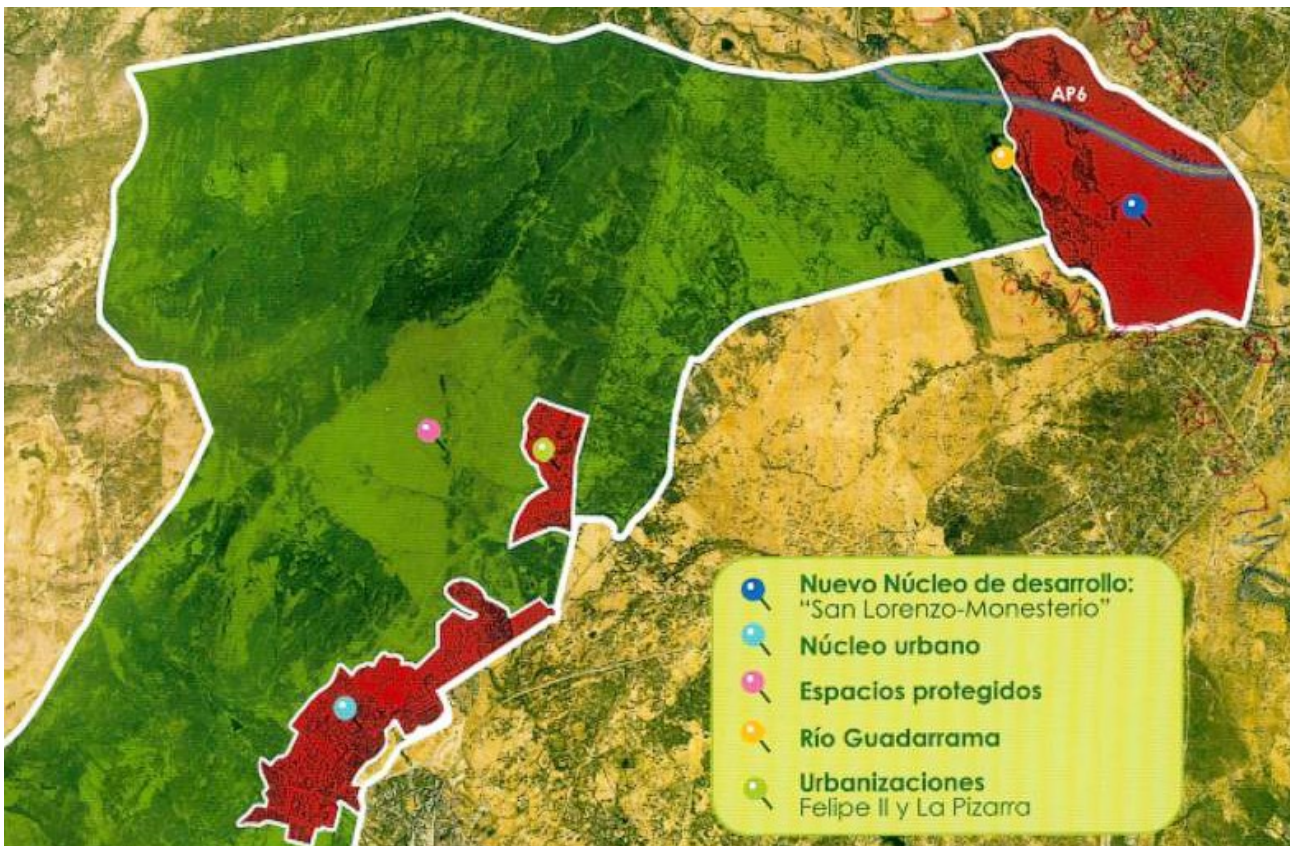 AP6
Nuevo Núcleo de desarrollo:
“San Lorenzo-Monesterio”
Núcleo urbano
Espacios protegidos
Río Guadarrama
Urbanizaciones
Felipe II y La Pizarra